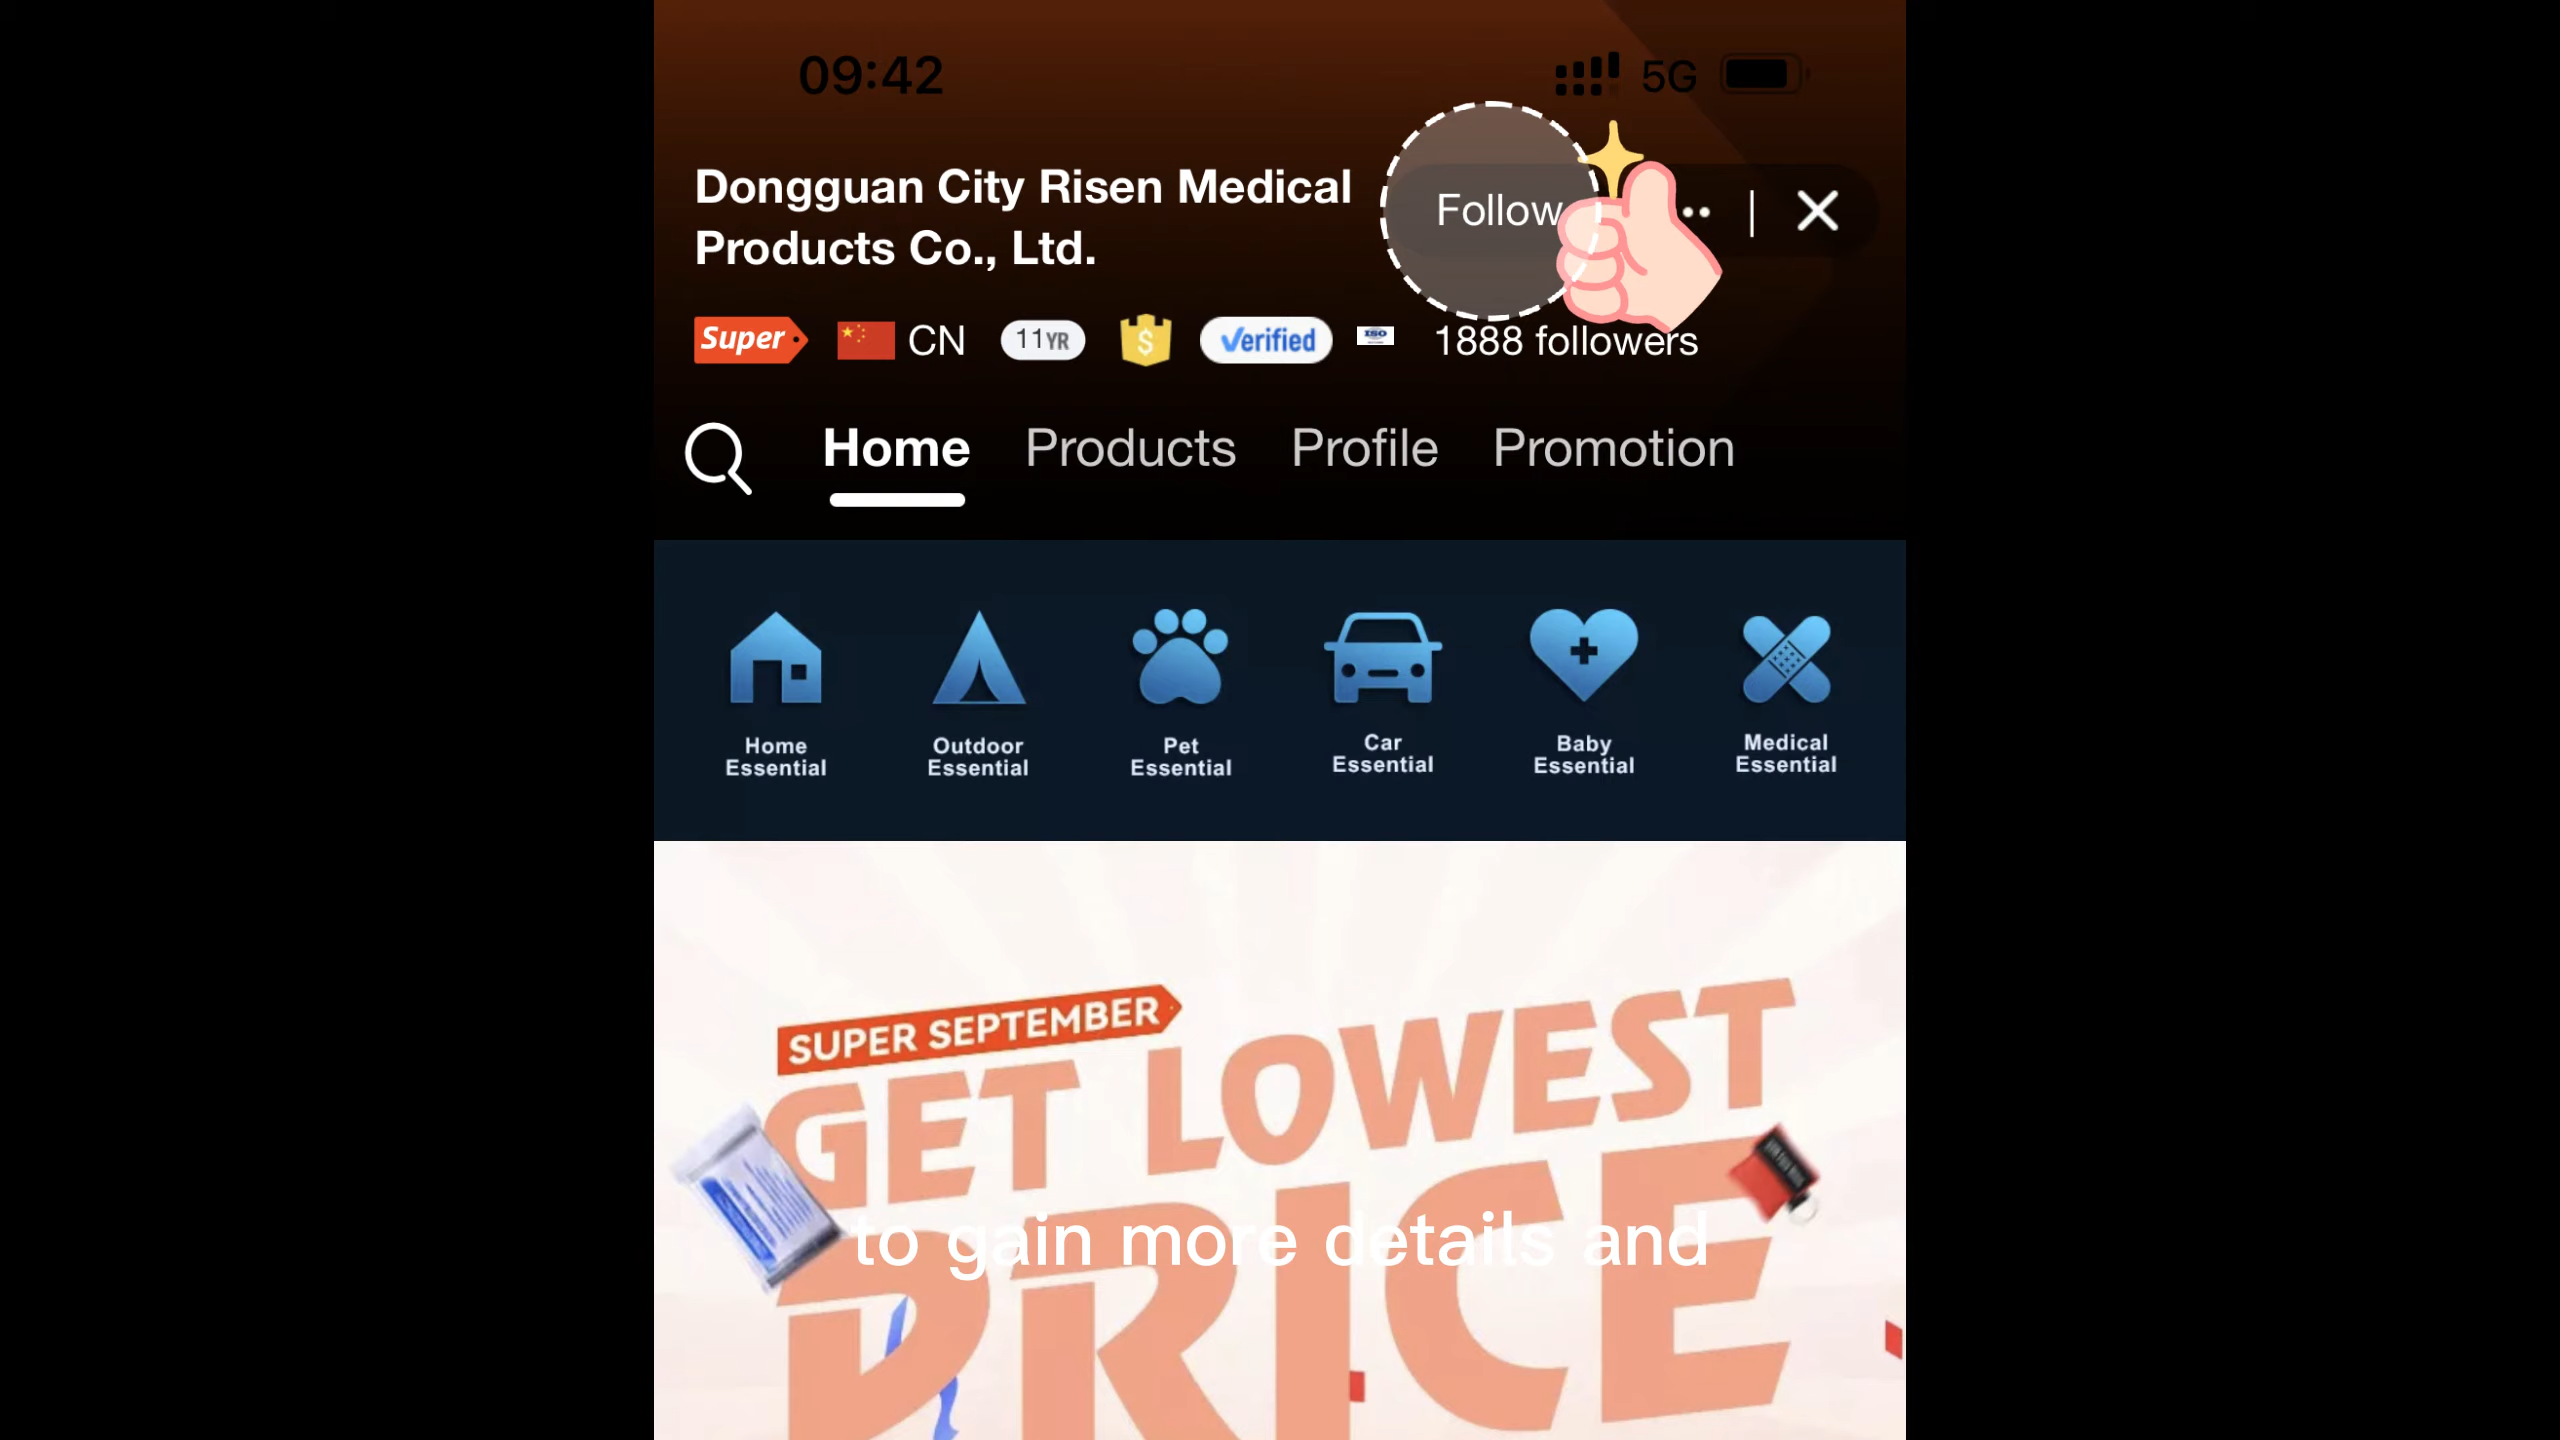 09:42
5G
Dongguan City Risen Medical
Products Co., Ltd.
Follow
Super
CN
11YR
Verified
ISO
1888 followers
Home
Products
Profile
Promotion
Home
Essential
Outdoor
Essential
Pet
Essential
Car
Essential
Baby
Essential
Medical
Essential
SUPER SEPTEMBER
GET LOWEST
PRICE
to gain more details and